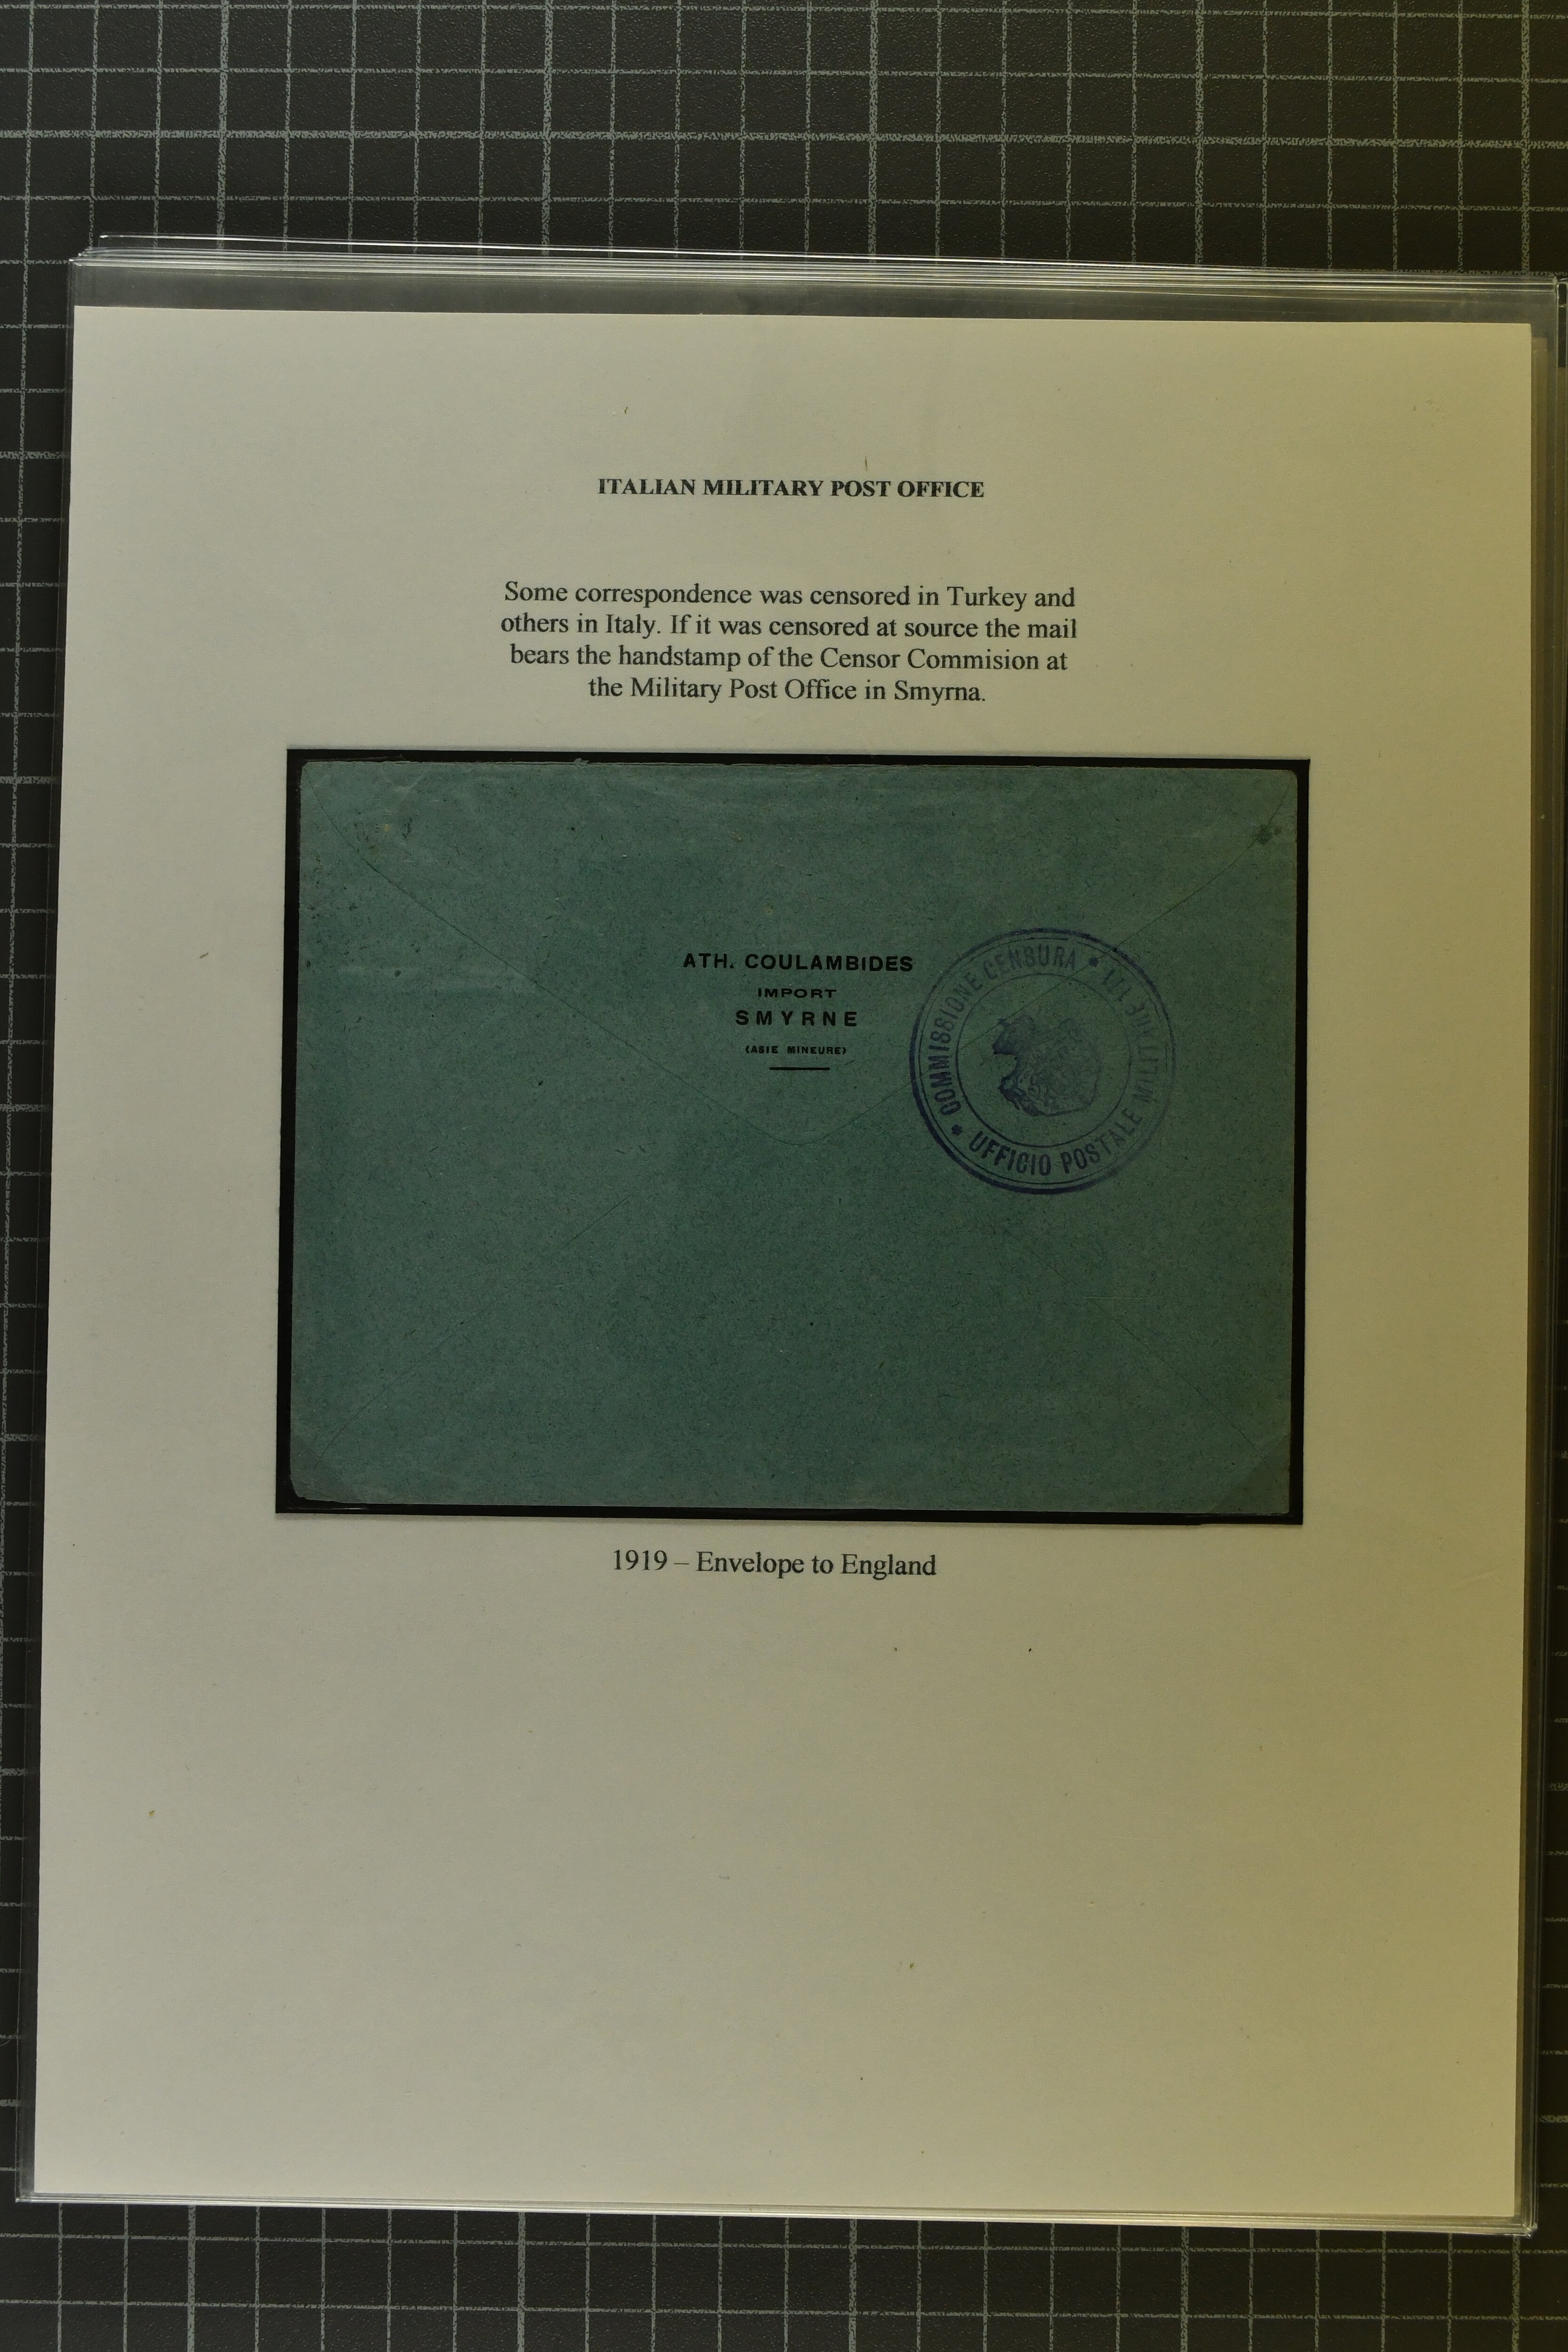 ITALIAN MILITARY POST OFFICE
Some correspondence was censored in Turkey and
others in Italy. If it was censored at source the mail
bears the handstamp of the Censor Commision at
the Military Post Office in Smyrna.
ATH. COULAMBIDES
IMPORT
SMYRNE
(ASIE MINEURE)
COMMISSIONE CENSURA
UFFICIO POSTALE
1919 – Envelope to England